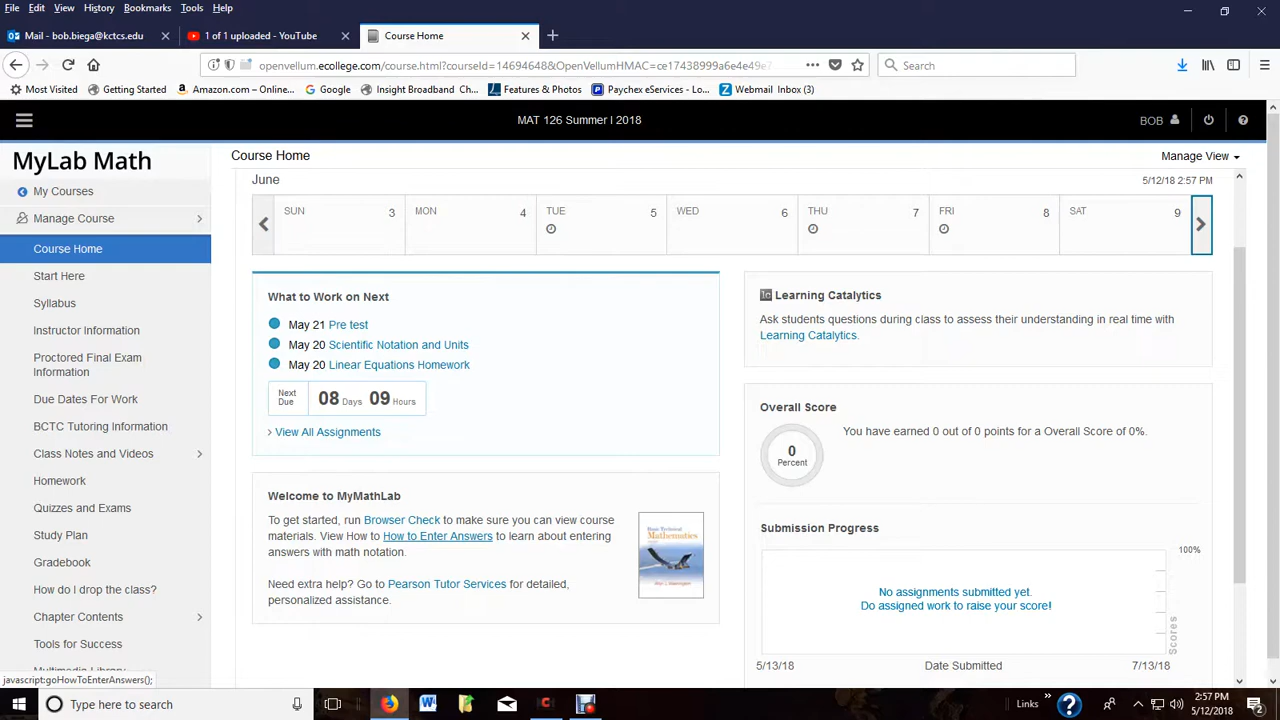 File Edit View History Bookmarks Tools Help
Mail - bob.biega@kctcs.edu
1 of 1 uploaded - YouTube
Course Home
openvellum.ecollege.com/course.html?courseId=14694648&OpenVellumHMAC=ce17438999a6e4e49e7
Search
Most Visited Getting Started Amazon.com – Onlin... Google Insight Broadband Ch... Features & Photos Paychex eServices - Lo... Webmail Inbox (3)
MAT 126 Summer I 2018
BOB
MyLab Math
My Courses
Manage Course
Course Home
Start Here
Syllabus
Instructor Information
Proctored Final Exam
Information
Due Dates For Work
BCTC Tutoring Information
Class Notes and Videos
Homework
Quizzes and Exams
Study Plan
Gradebook
How do I drop the class?
Chapter Contents
Tools for Success
javascript:goHowToEnterAnswers();
Course Home
Manage View
June
5/12/18 2:57 PM
SUN 3 MON 4 TUE 5 WED 6 THU 7 FRI 8 SAT 9
What to Work on Next
May 21 Pre test
May 20 Scientific Notation and Units
May 20 Linear Equations Homework
Next
Due
08 Days 09 Hours
View All Assignments
Welcome to MyMathLab
To get started, run Browser Check to make sure you can view course
materials. View How to How to Enter Answers to learn about entering
answers with math notation.
Need extra help? Go to Pearson Tutor Services for detailed,
personalized assistance.
Basic Technical
Mathematics
Learning Catalytics
Ask students questions during class to assess their understanding in real time with
Learning Catalytics.
Overall Score
0
Percent
You have earned 0 out of 0 points for a Overall Score of 0%.
Submission Progress
100%
No assignments submitted yet.
Do assigned work to raise your score!
Scores
5/13/18
Date Submitted
7/13/18
Type here to search
Links
2:57 PM
5/12/2018